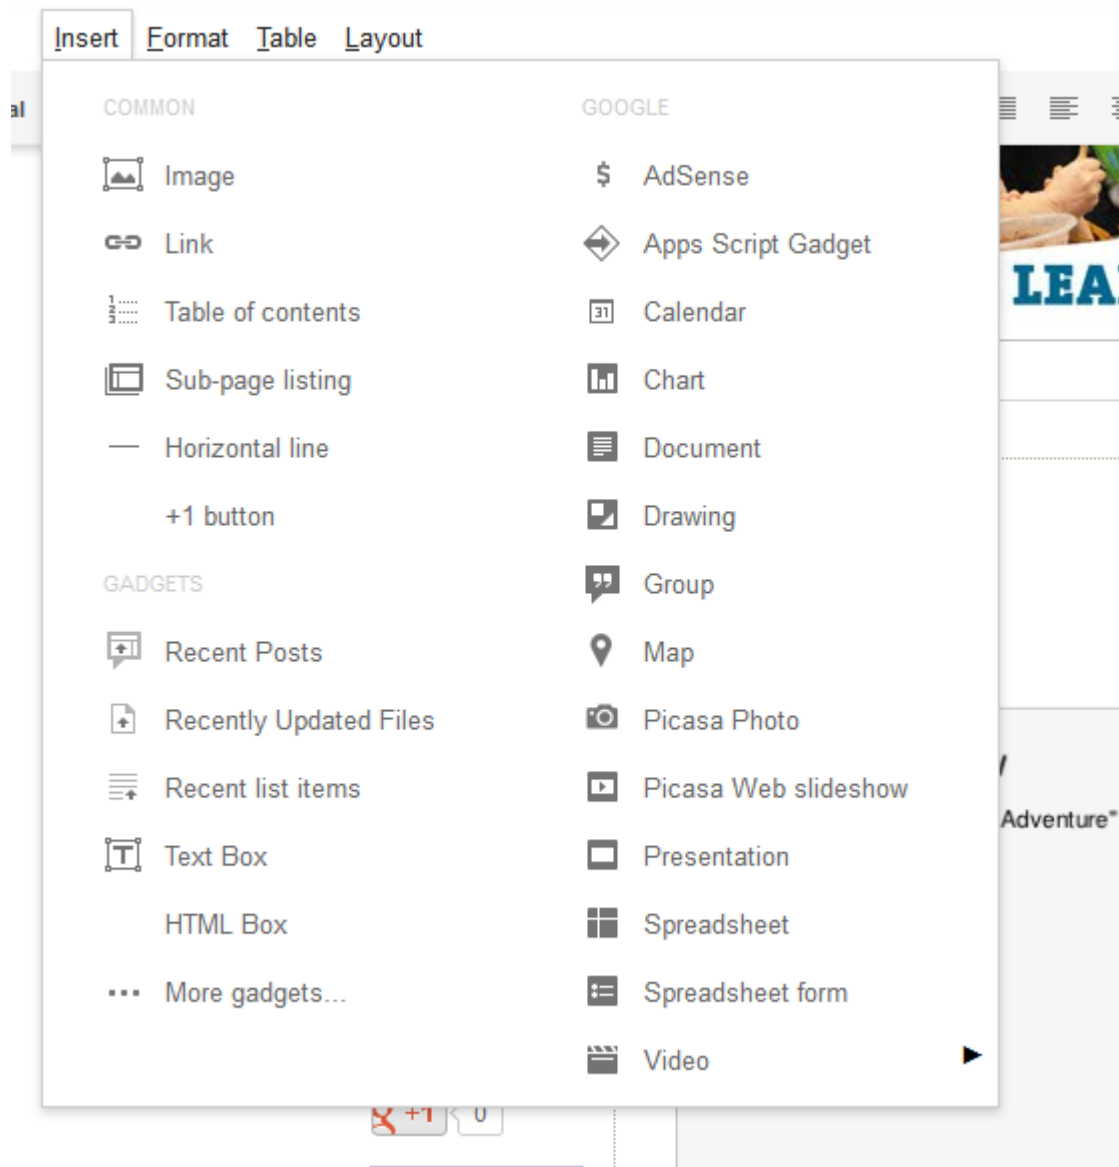 Insert Format Table Layout
al
COMMON
Image
Link
Table of contents
Sub-page listing
Horizontal line
+1 button
GADGETS
Recent Posts
Recently Updated Files
Recent list items
Text Box
HTML Box
More gadgets...
GOOGLE
$ AdSense
Apps Script Gadget
31 Calendar
Chart
Document
Drawing
Group
Map
Picasa Photo
Picasa Web slideshow
Presentation
Spreadsheet
Spreadsheet form
Video
LEA
Adventure"
+1 0